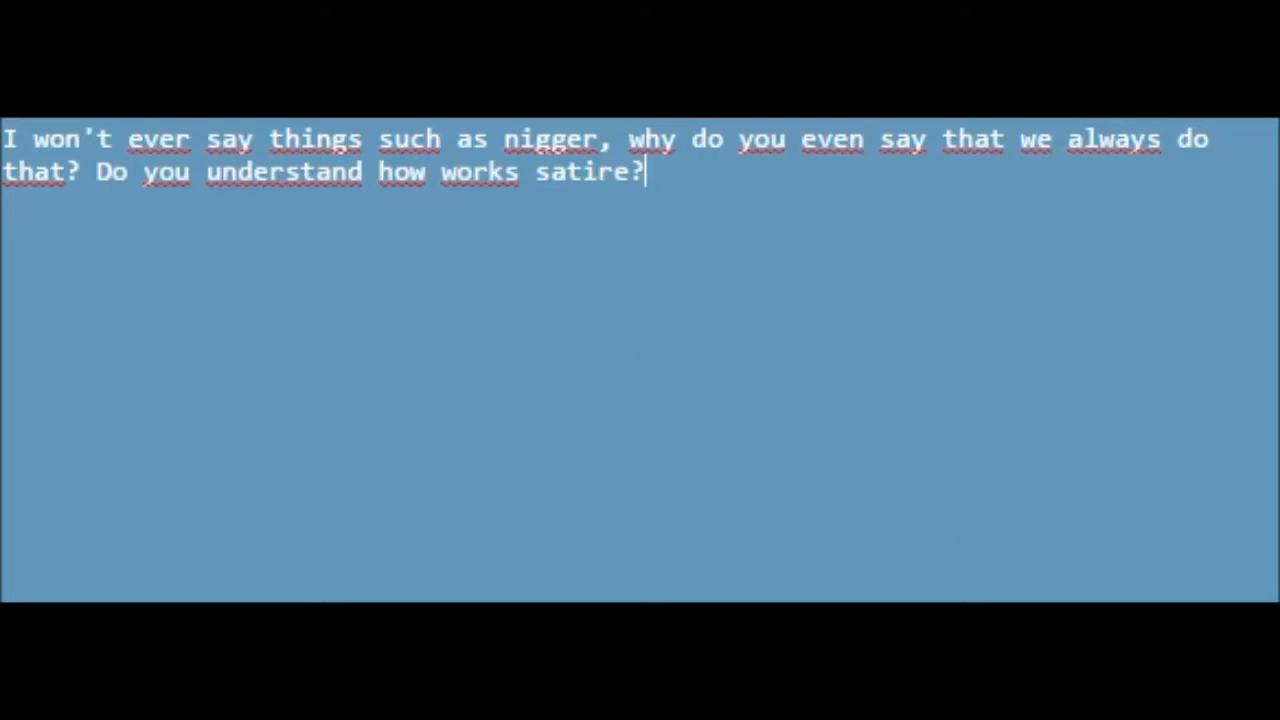 I won't ever say things such as nigger, why do you even say that we always do
that? Do you understand how works satire?